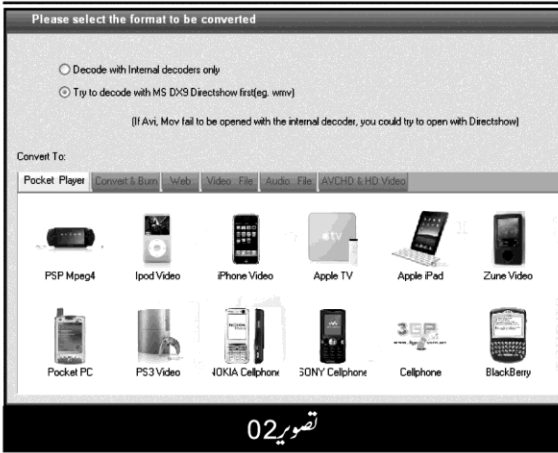 Please select the format to be converted
Decode with Internal decoders only
Try to decode with MS DX9 Directshow first(eg. wmv)
(If Avi, Mov fail to be opened with the internal decoder, you could try to open with Directshow)
Convert To:
Pocket Player Convert & Burn Web Video File Audio File AVCHD & HD Video
PSP Mpeg4 Ipod Video iPhone Video Apple TV Apple iPad Zune Video
3GP
Pocket PC PS3 Video NOKIA Cellphone SONY Cellphone Cellphone BlackBerry
تصویر02